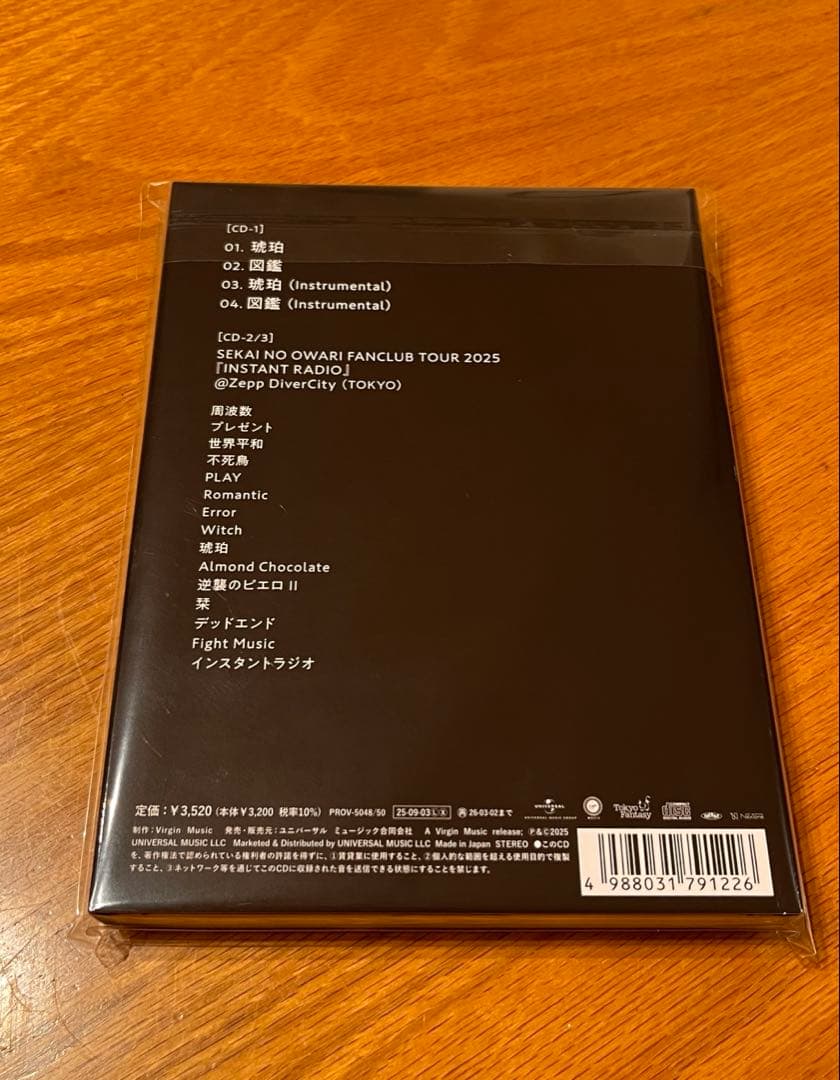 [CD-1]
01. 琥珀
02. 図鑑
03. 琥珀 (Instrumental)
04. 図鑑 (Instrumental)
[CD-2/3]
SEKAI NO OWARI FANCLUB TOUR 2025
『INSTANT RADIO』
@Zepp DiverCity (TOKYO)
周波数
プレゼント
世界平和
不死鳥
PLAY
Romantic
Error
Witch
琥珀
Almond Chocolate
逆襲のピエロ II
栞
デッドエンド
Fight Music
インスタントラジオ
定価:¥3,520 (本体¥3,200 税率10%) PROV-5048/50 25-09-03 Ⓛ Ⓧ ㊢26-03-02まで
UNIVERSAL
UNIVERSAL MUSIC GROUP
Tokyo Fantasy
COMPACT disc DIGITAL AUDIO
制作:Virgin Music 発売・販売元:ユニバーサル ミュージック合同会社 A Virgin Music release; Ⓟ&©2025
UNIVERSAL MUSIC LLC Marketed & Distributed by UNIVERSAL MUSIC LLC Made in Japan STEREO ●このCD
を、著作権法で認められている権利者の許諾を得ずに、①賃貸業に使用すること、②個人的な範囲を超える使用目的で複製
すること、③ネットワーク等を通じてこのCDに収録された音を送信できる状態にすることを禁じます。
4 988031 791226